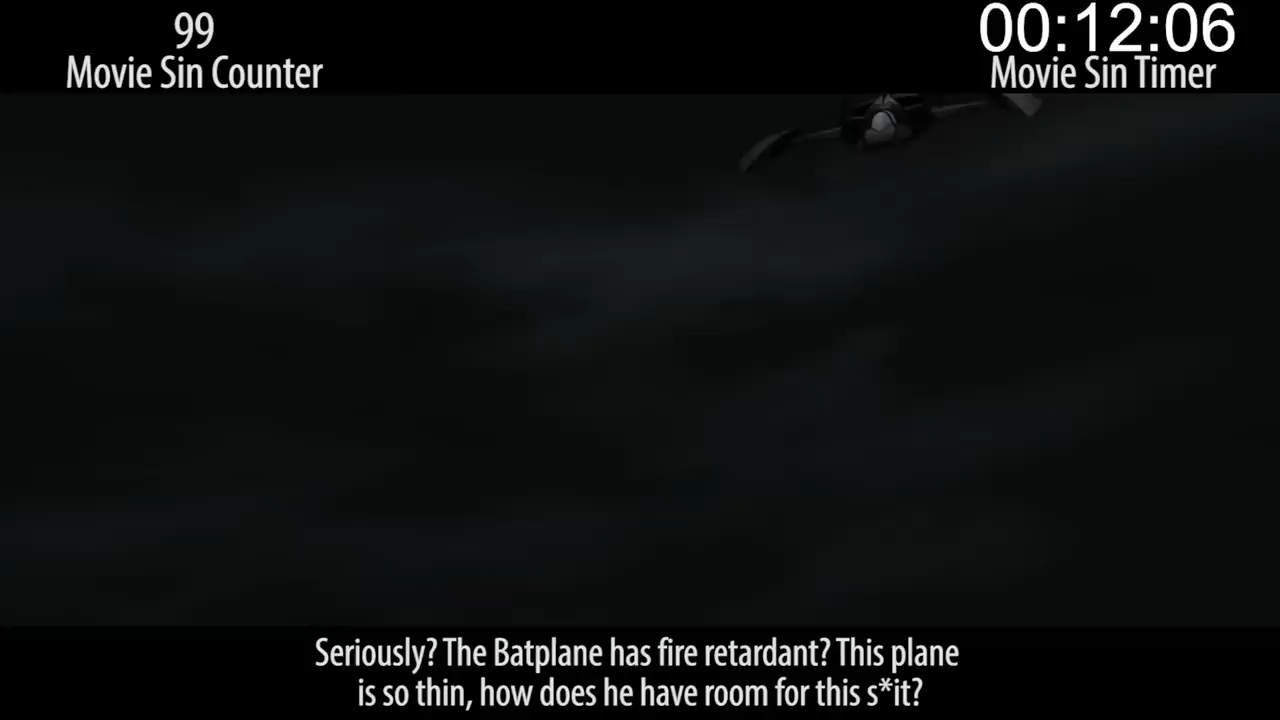 99
Movie Sin Counter
00:12:06
Movie Sin Timer
Seriously? The Batplane has fire retardant? This plane
is so thin, how does he have room for this s*it?